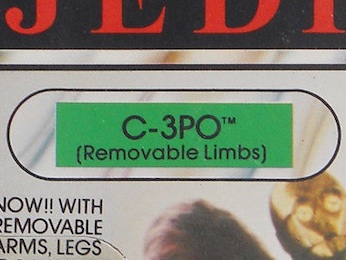 JEDI
C-3PO™
(Removable Limbs)
NOW!! WITH
REMOVABLE
ARMS, LEGS